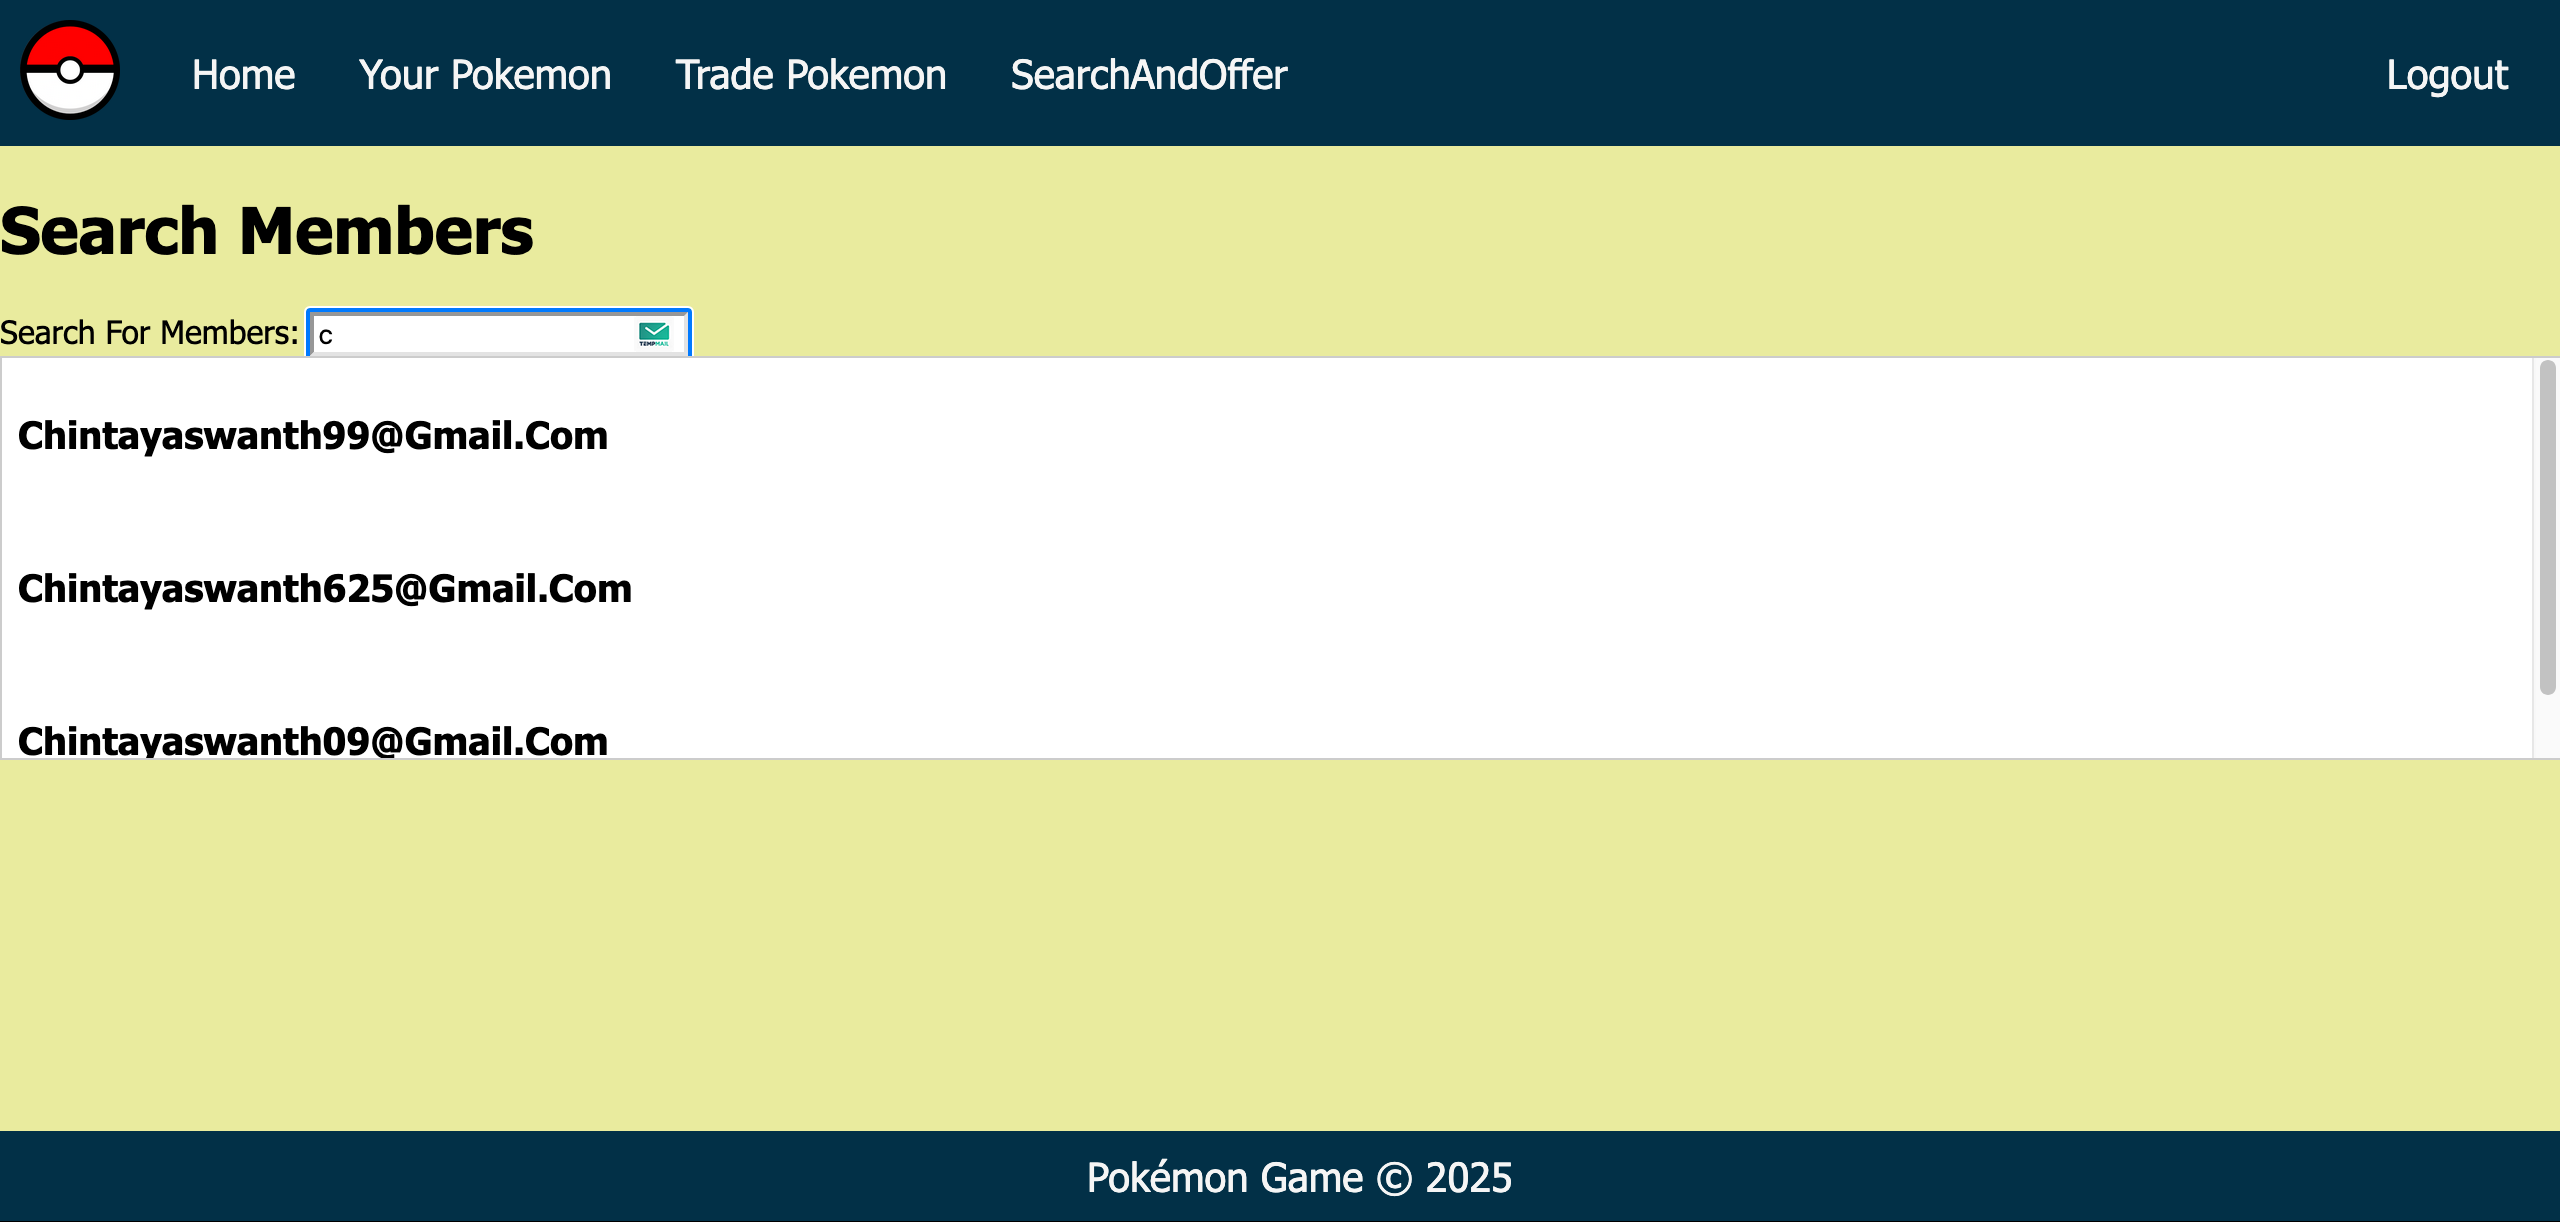 Home Your Pokemon Trade Pokemon SearchAndOffer Logout
Search Members
Search For Members: c
TEMPMAIL
Chintayaswanth99@Gmail.Com
Chintayaswanth625@Gmail.Com
Chintayaswanth09@Gmail.Com
Pokémon Game © 2025